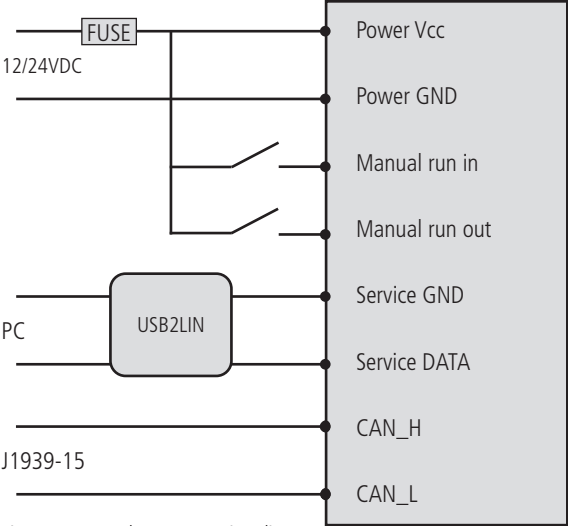 FUSE
Power Vcc
12/24VDC
Power GND
Manual run in
Manual run out
Service GND
USB2LIN
PC
Service DATA
CAN_H
J1939-15
CAN_L